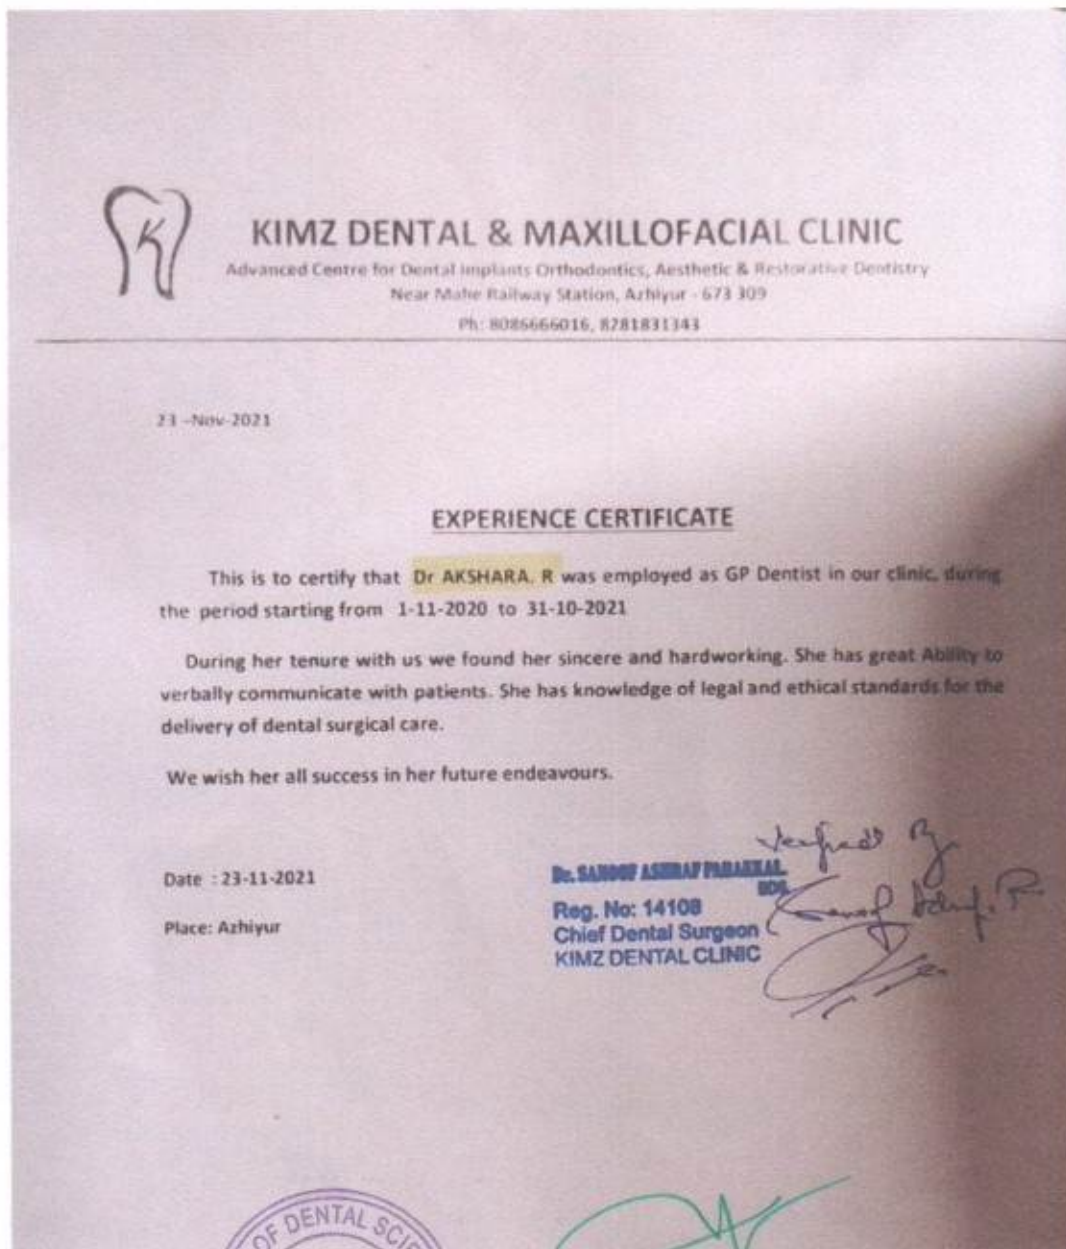 K
KIMZ DENTAL & MAXILLOFACIAL CLINIC
Advanced Centre for Dental Implants Orthodontics, Aesthetic & Restorative Dentistry
Near Mahe Railway Station, Azhiyur - 673 309
Ph: 8086666016, 8281831343
23 -Nov-2021
EXPERIENCE CERTIFICATE
This is to certify that Dr AKSHARA. R was employed as GP Dentist in our clinic, during
the period starting from 1-11-2020 to 31-10-2021
During her tenure with us we found her sincere and hardworking. She has great Ability to
verbally communicate with patients. She has knowledge of legal and ethical standards for the
delivery of dental surgical care.
We wish her all success in her future endeavours.
Date : 23-11-2021
Place: Azhiyur
Dr. SANOOF ASHRAF PARAKKAL
BDS
Reg. No: 14108
Chief Dental Surgeon
KIMZ DENTAL CLINIC
OF DENTAL